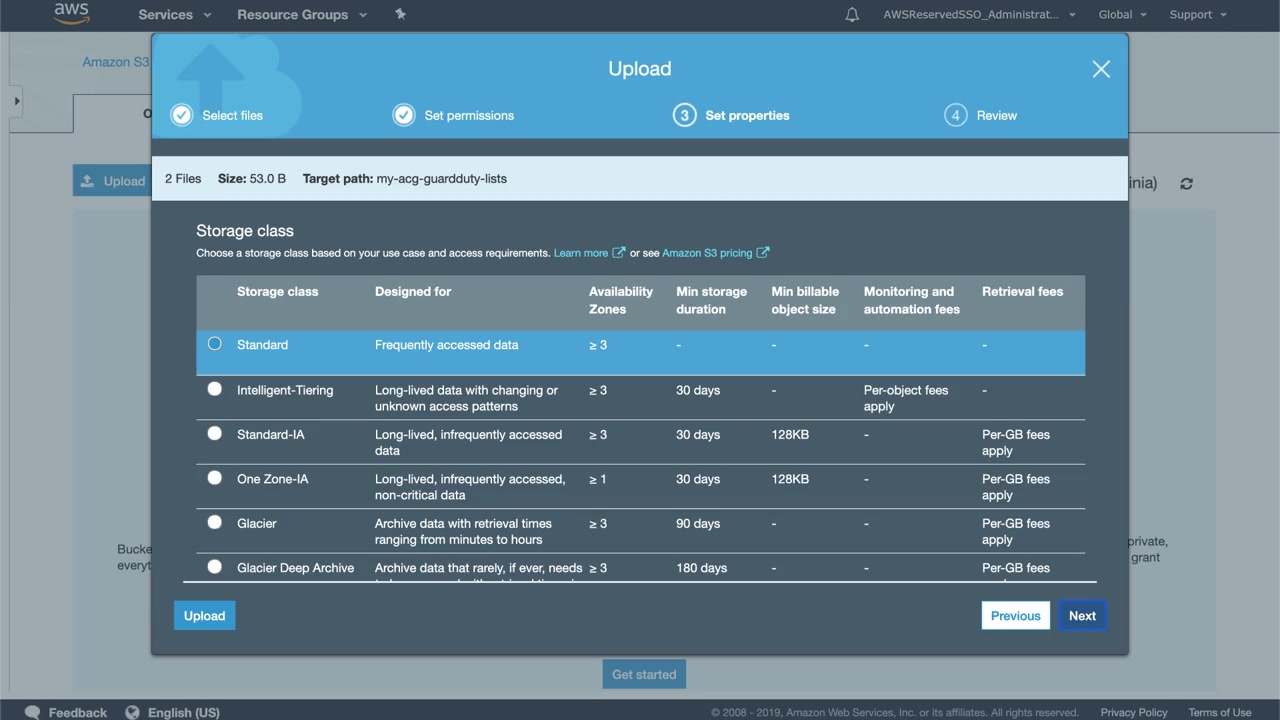 aws
Services
Resource Groups
AWSReservedSSO_Administrat...
Global
Support
Amazon S3
Upload
Select files
Set permissions
3
Set properties
4
Review
Upload
inia)
2 Files
Size: 53.0 B
Target path: my-acg-guardduty-lists
Storage class
Choose a storage class based on your use case and access requirements. Learn more or see Amazon S3 pricing
Storage class
Designed for
Availability
Zones
Min storage
duration
Min billable
object size
Monitoring and
automation fees
Retrieval fees
Standard
Frequently accessed data
≥ 3
-
-
-
-
Intelligent-Tiering
Long-lived data with changing or
unknown access patterns
≥ 3
30 days
-
Per-object fees
apply
-
Standard-IA
Long-lived, infrequently accessed
data
≥ 3
30 days
128KB
-
Per-GB fees
apply
One Zone-IA
Long-lived, infrequently accessed,
non-critical data
≥ 1
30 days
128KB
-
Per-GB fees
apply
Glacier
Archive data with retrieval times
ranging from minutes to hours
≥ 3
90 days
-
-
Per-GB fees
apply
Glacier Deep Archive
Archive data that rarely, if ever, needs
≥ 3
180 days
-
-
Per-GB fees
Bucke
everyt
private,
grant
Upload
Previous
Next
Get started
Feedback
English (US)
© 2008 - 2019, Amazon Web Services, Inc. or its affiliates. All rights reserved.
Privacy Policy
Terms of Use